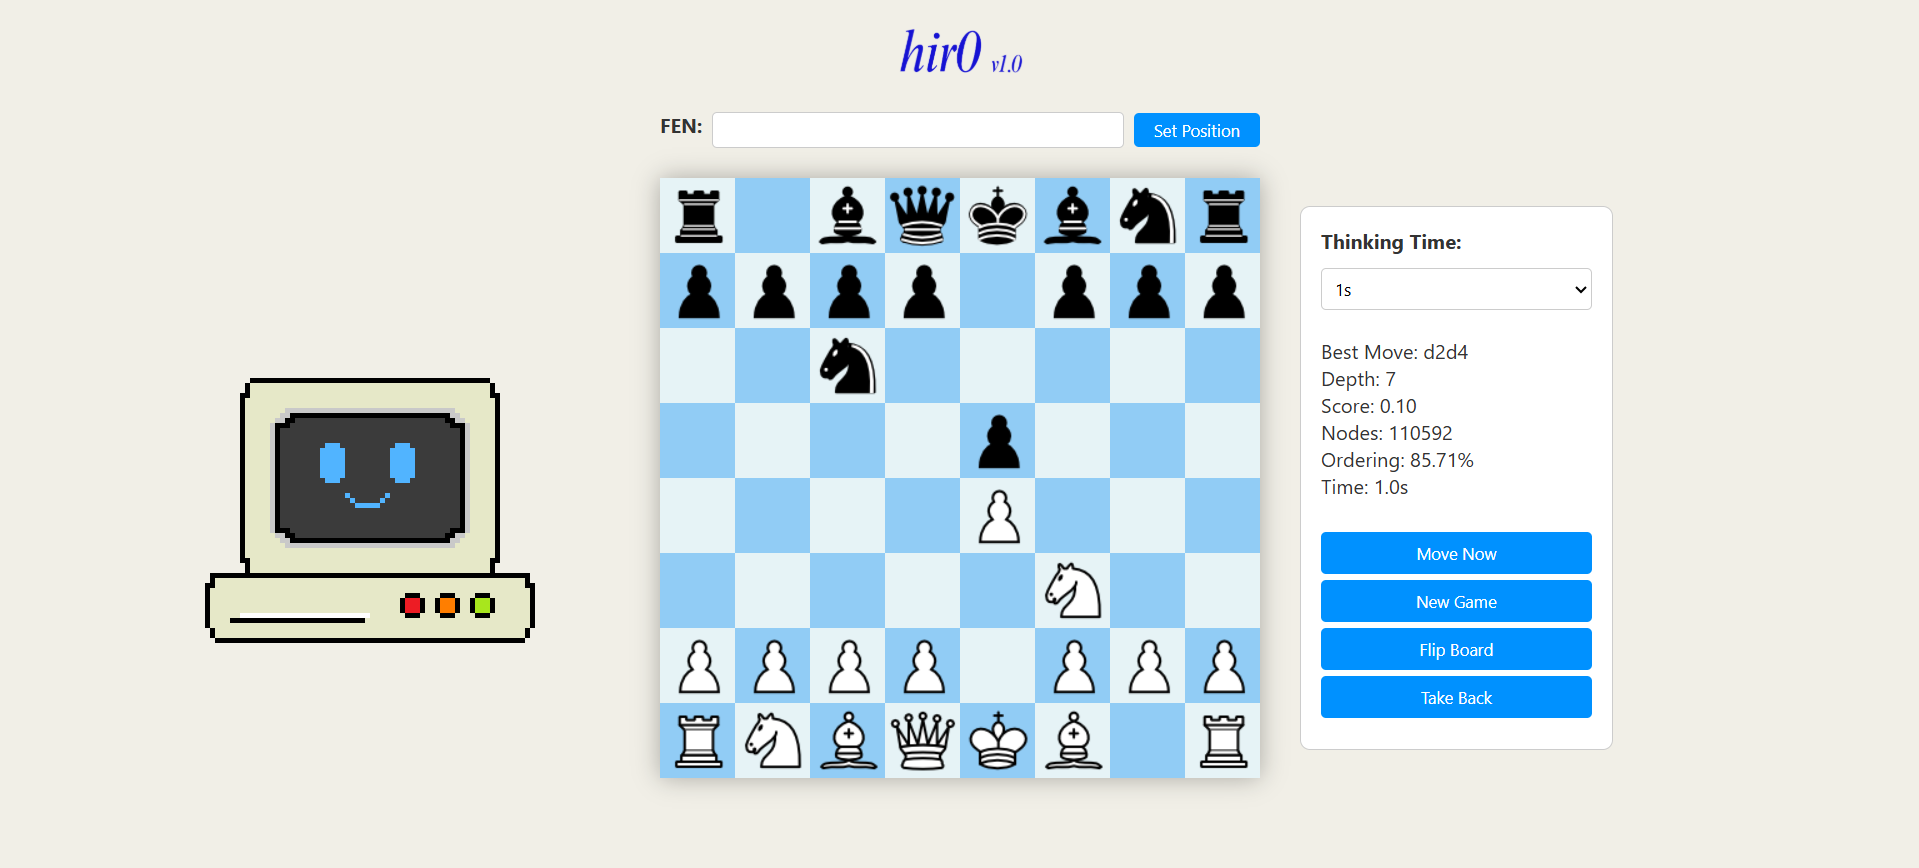 hir0 v1.0
FEN:
Set Position
Thinking Time:
1s
Best Move: d2d4
Depth: 7
Score: 0.10
Nodes: 110592
Ordering: 85.71%
Time: 1.0s
Move Now
New Game
Flip Board
Take Back